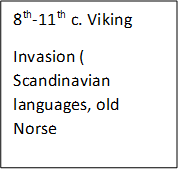 8th-11th c. Viking
Invasion (
Scandinavian
languages, old
Norse